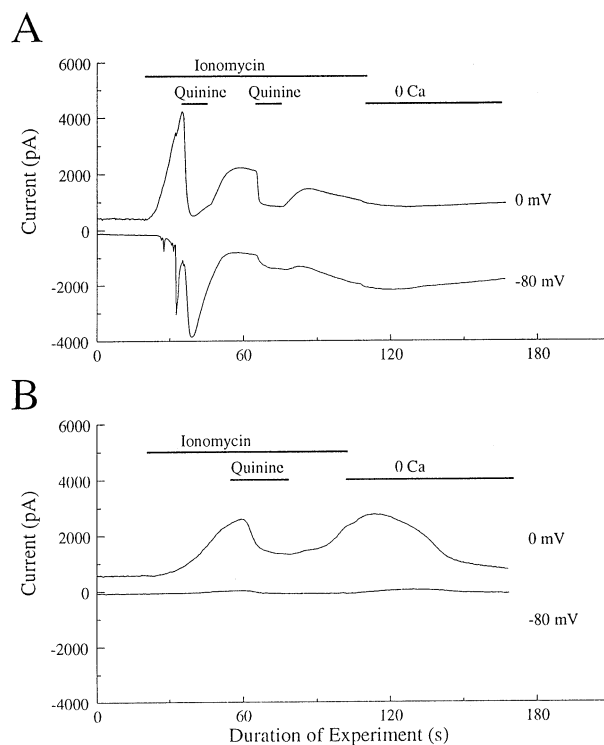 A
6000
Ionomycin
Quinine Quinine 0 Ca
4000
Current (pA)
2000
0 mV
0
-2000
-80 mV
-4000
0 60 120 180
B
6000
Ionomycin
Quinine 0 Ca
4000
Current (pA)
2000
0 mV
0
-80 mV
-2000
-4000
0 60 120 180
Duration of Experiment (s)